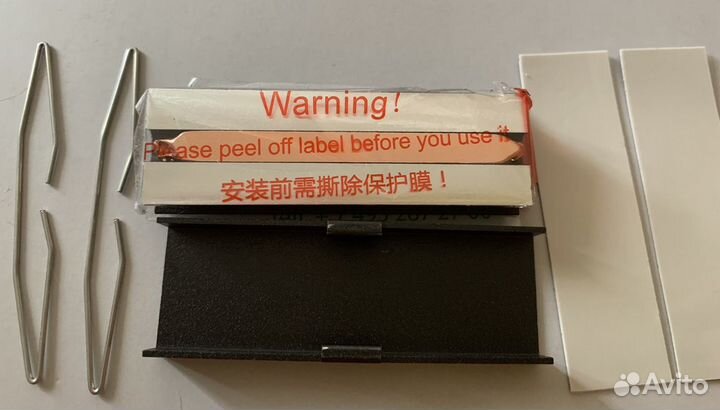 Warning!
Please peel off label before you use it.
安装前需撕除保护膜！
Avito